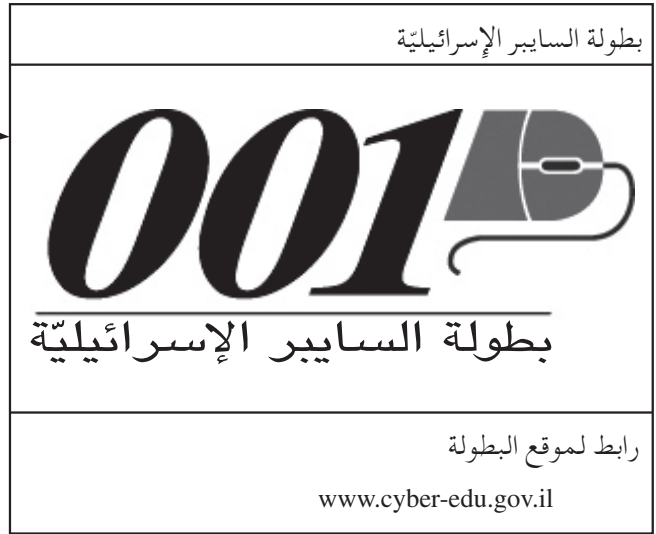 بطولة السايبر الإسرائيليّة
001
بطولة السايبر الإسرائيليّة
رابط لموقع البطولة
www.cyber-edu.gov.il